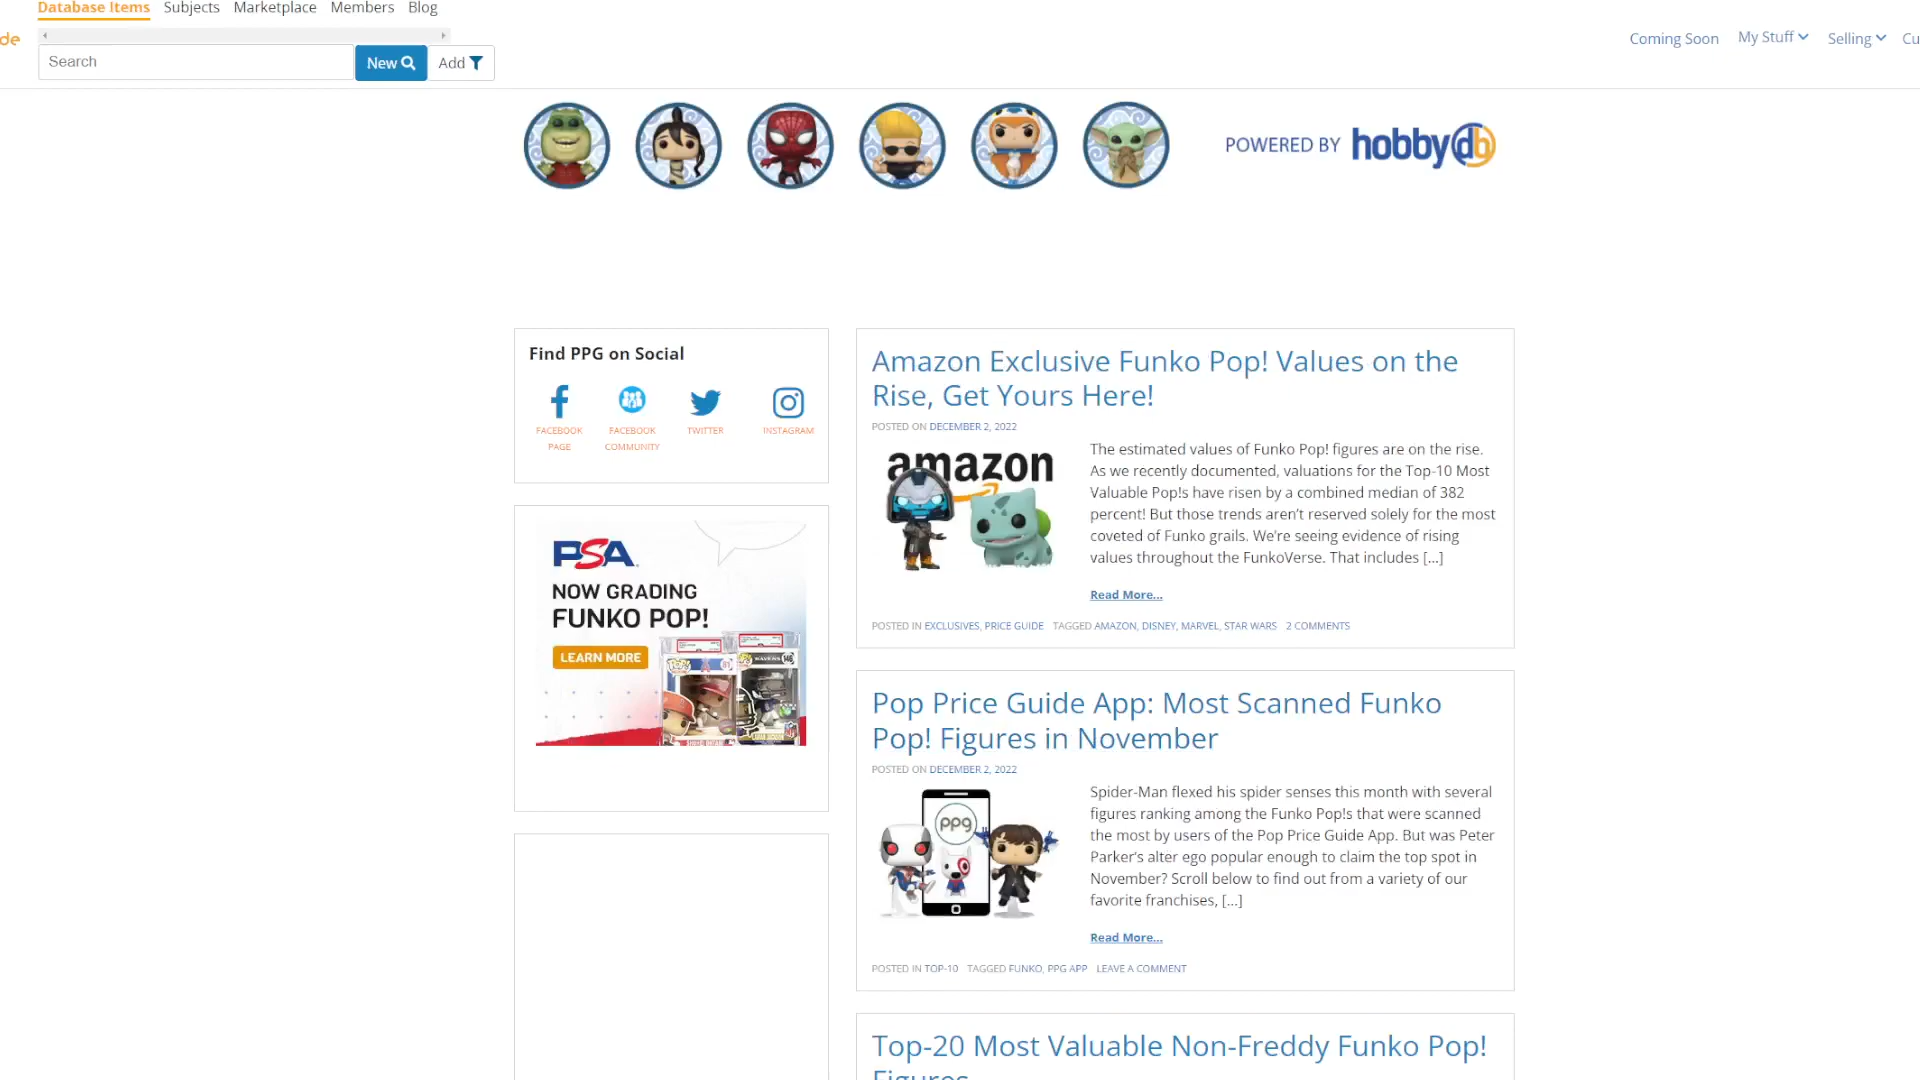 Database Items Subjects Marketplace Members Blog
de
Search New Add
Coming Soon My Stuff Selling Cu
POWERED BY hobbydb
Find PPG on Social
FACEBOOK PAGE
FACEBOOK COMMUNITY
TWITTER
INSTAGRAM
PSA
NOW GRADING
FUNKO POP!
LEARN MORE
Amazon Exclusive Funko Pop! Values on the
Rise, Get Yours Here!
POSTED ON DECEMBER 2, 2022
amazon
The estimated values of Funko Pop! figures are on the rise.
As we recently documented, valuations for the Top-10 Most
Valuable Pop!s have risen by a combined median of 382
percent! But those trends aren’t reserved solely for the most
coveted of Funko grails. We’re seeing evidence of rising
values throughout the FunkoVerse. That includes […]
Read More...
POSTED IN EXCLUSIVES, PRICE GUIDE TAGGED AMAZON, DISNEY, MARVEL, STAR WARS 2 COMMENTS
Pop Price Guide App: Most Scanned Funko
Pop! Figures in November
POSTED ON DECEMBER 2, 2022
ppg
Spider-Man flexed his spider senses this month with several
figures ranking among the Funko Pop!s that were scanned
the most by users of the Pop Price Guide App. But was Peter
Parker’s alter ego popular enough to claim the top spot in
November? Scroll below to find out from a variety of our
favorite franchises, […]
Read More...
POSTED IN TOP-10 TAGGED FUNKO, PPG APP LEAVE A COMMENT
Top-20 Most Valuable Non-Freddy Funko Pop!
Figures